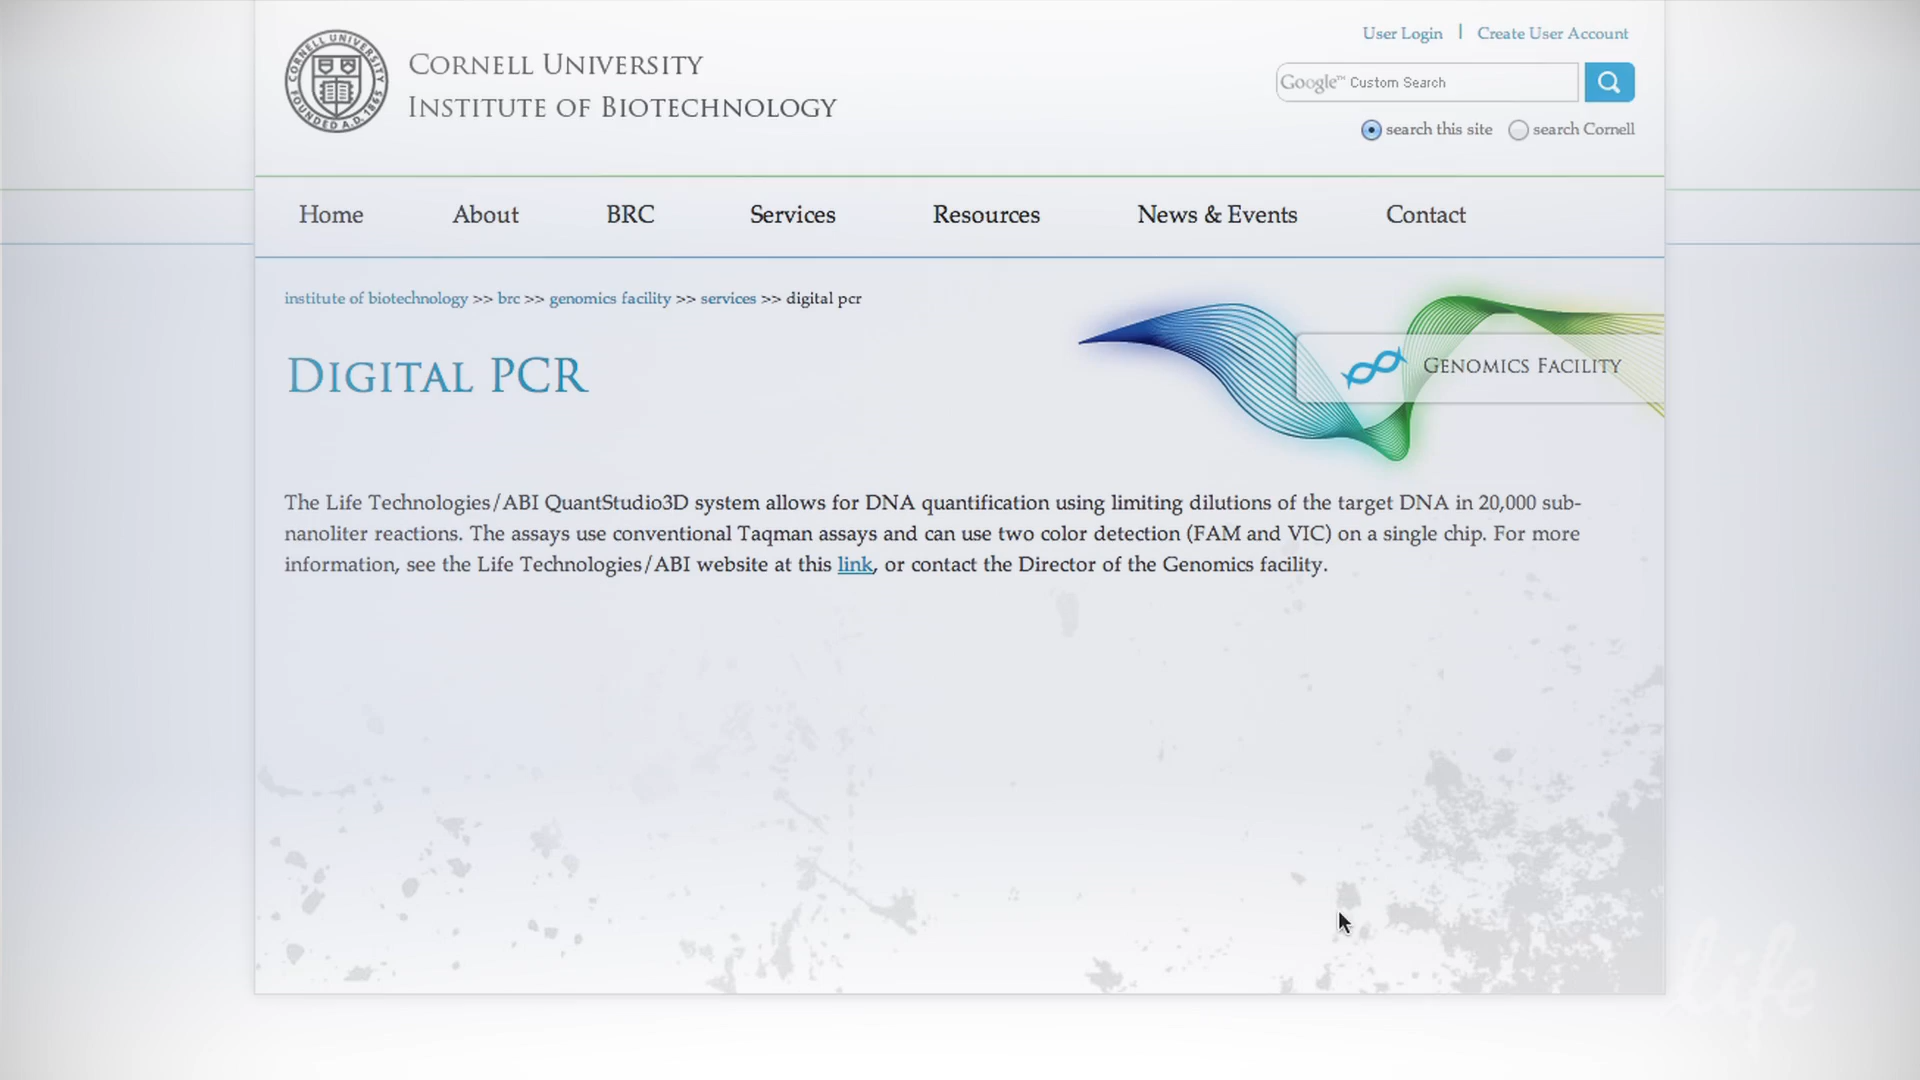 CORNELL UNIVERSITY
FOUNDED A.D. 1865
CORNELL UNIVERSITY
INSTITUTE OF BIOTECHNOLOGY
User Login | Create User Account
Google™ Custom Search
search this site search Cornell
Home About BRC Services Resources News & Events Contact
institute of biotechnology >> brc >> genomics facility >> services >> digital pcr
GENOMICS FACILITY
DIGITAL PCR
The Life Technologies/ABI QuantStudio3D system allows for DNA quantification using limiting dilutions of the target DNA in 20,000 sub-
nanoliter reactions. The assays use conventional Taqman assays and can use two color detection (FAM and VIC) on a single chip. For more
information, see the Life Technologies/ABI website at this link, or contact the Director of the Genomics facility.
life